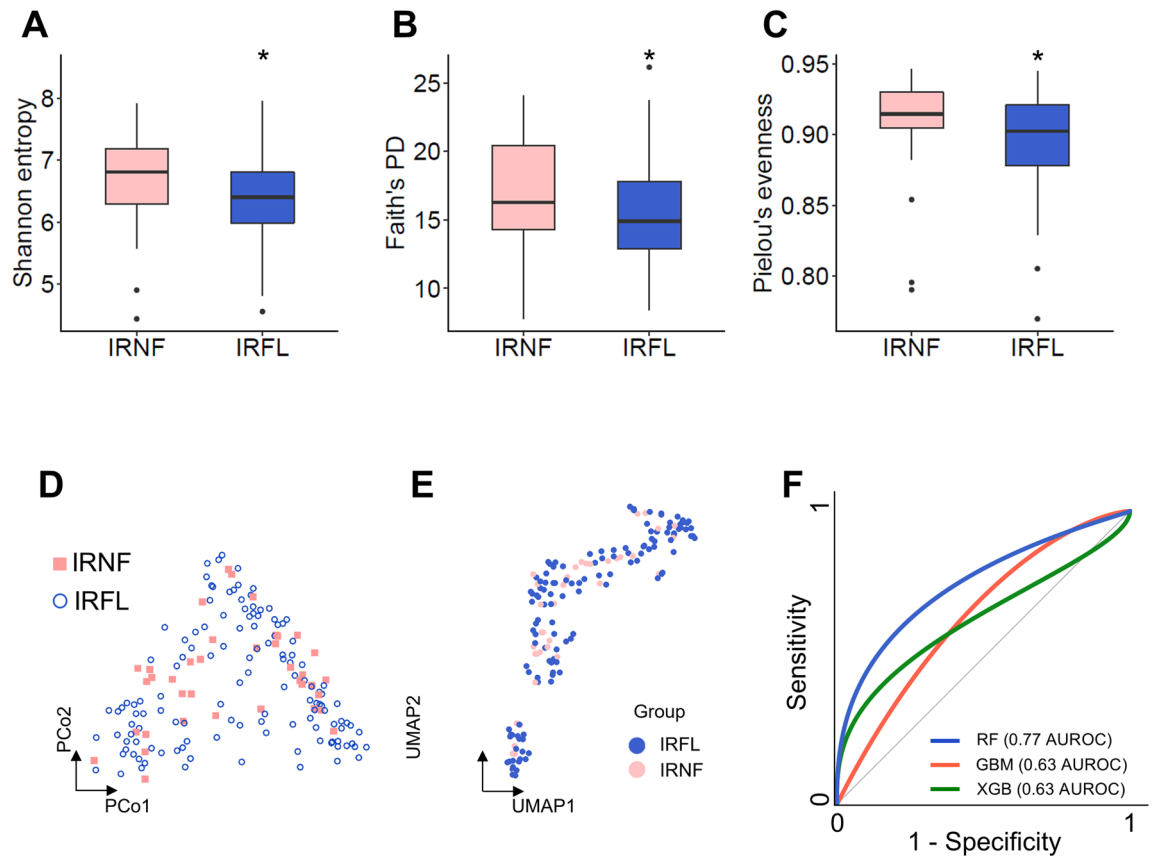 A
Shannon entropy
8
7
6
5
*
IRNF
IRFL
B
Faith's PD
25
20
15
10
*
IRNF
IRFL
C
Pielou's evenness
0.95
0.90
0.85
0.80
*
IRNF
IRFL
D
IRNF
IRFL
PCo2
PCo1
E
UMAP2
UMAP1
Group
IRFL
IRNF
F
Sensitivity
1
0
RF (0.77 AUROC)
GBM (0.63 AUROC)
XGB (0.63 AUROC)
0
1
1 - Specificity